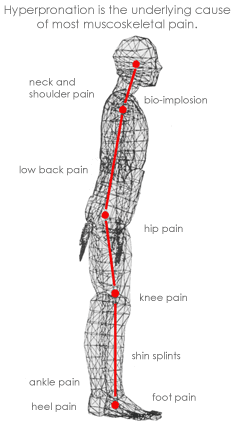 Hyperpronation is the underlying cause
of most muscoskeletal pain.
neck and
shoulder pain
bio-implosion
low back pain
hip pain
knee pain
shin splints
ankle pain
foot pain
heel pain